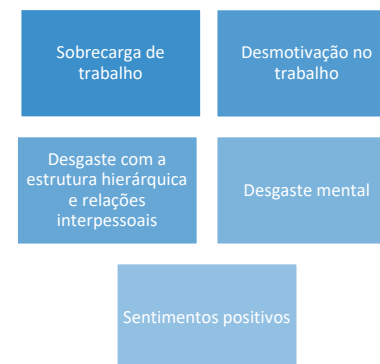 Sobrecarga de
trabalho
Desmotivação no
trabalho
Desgaste com a
estrutura hierárquica
e relações
interpessoais
Desgaste mental
Sentimentos positivos